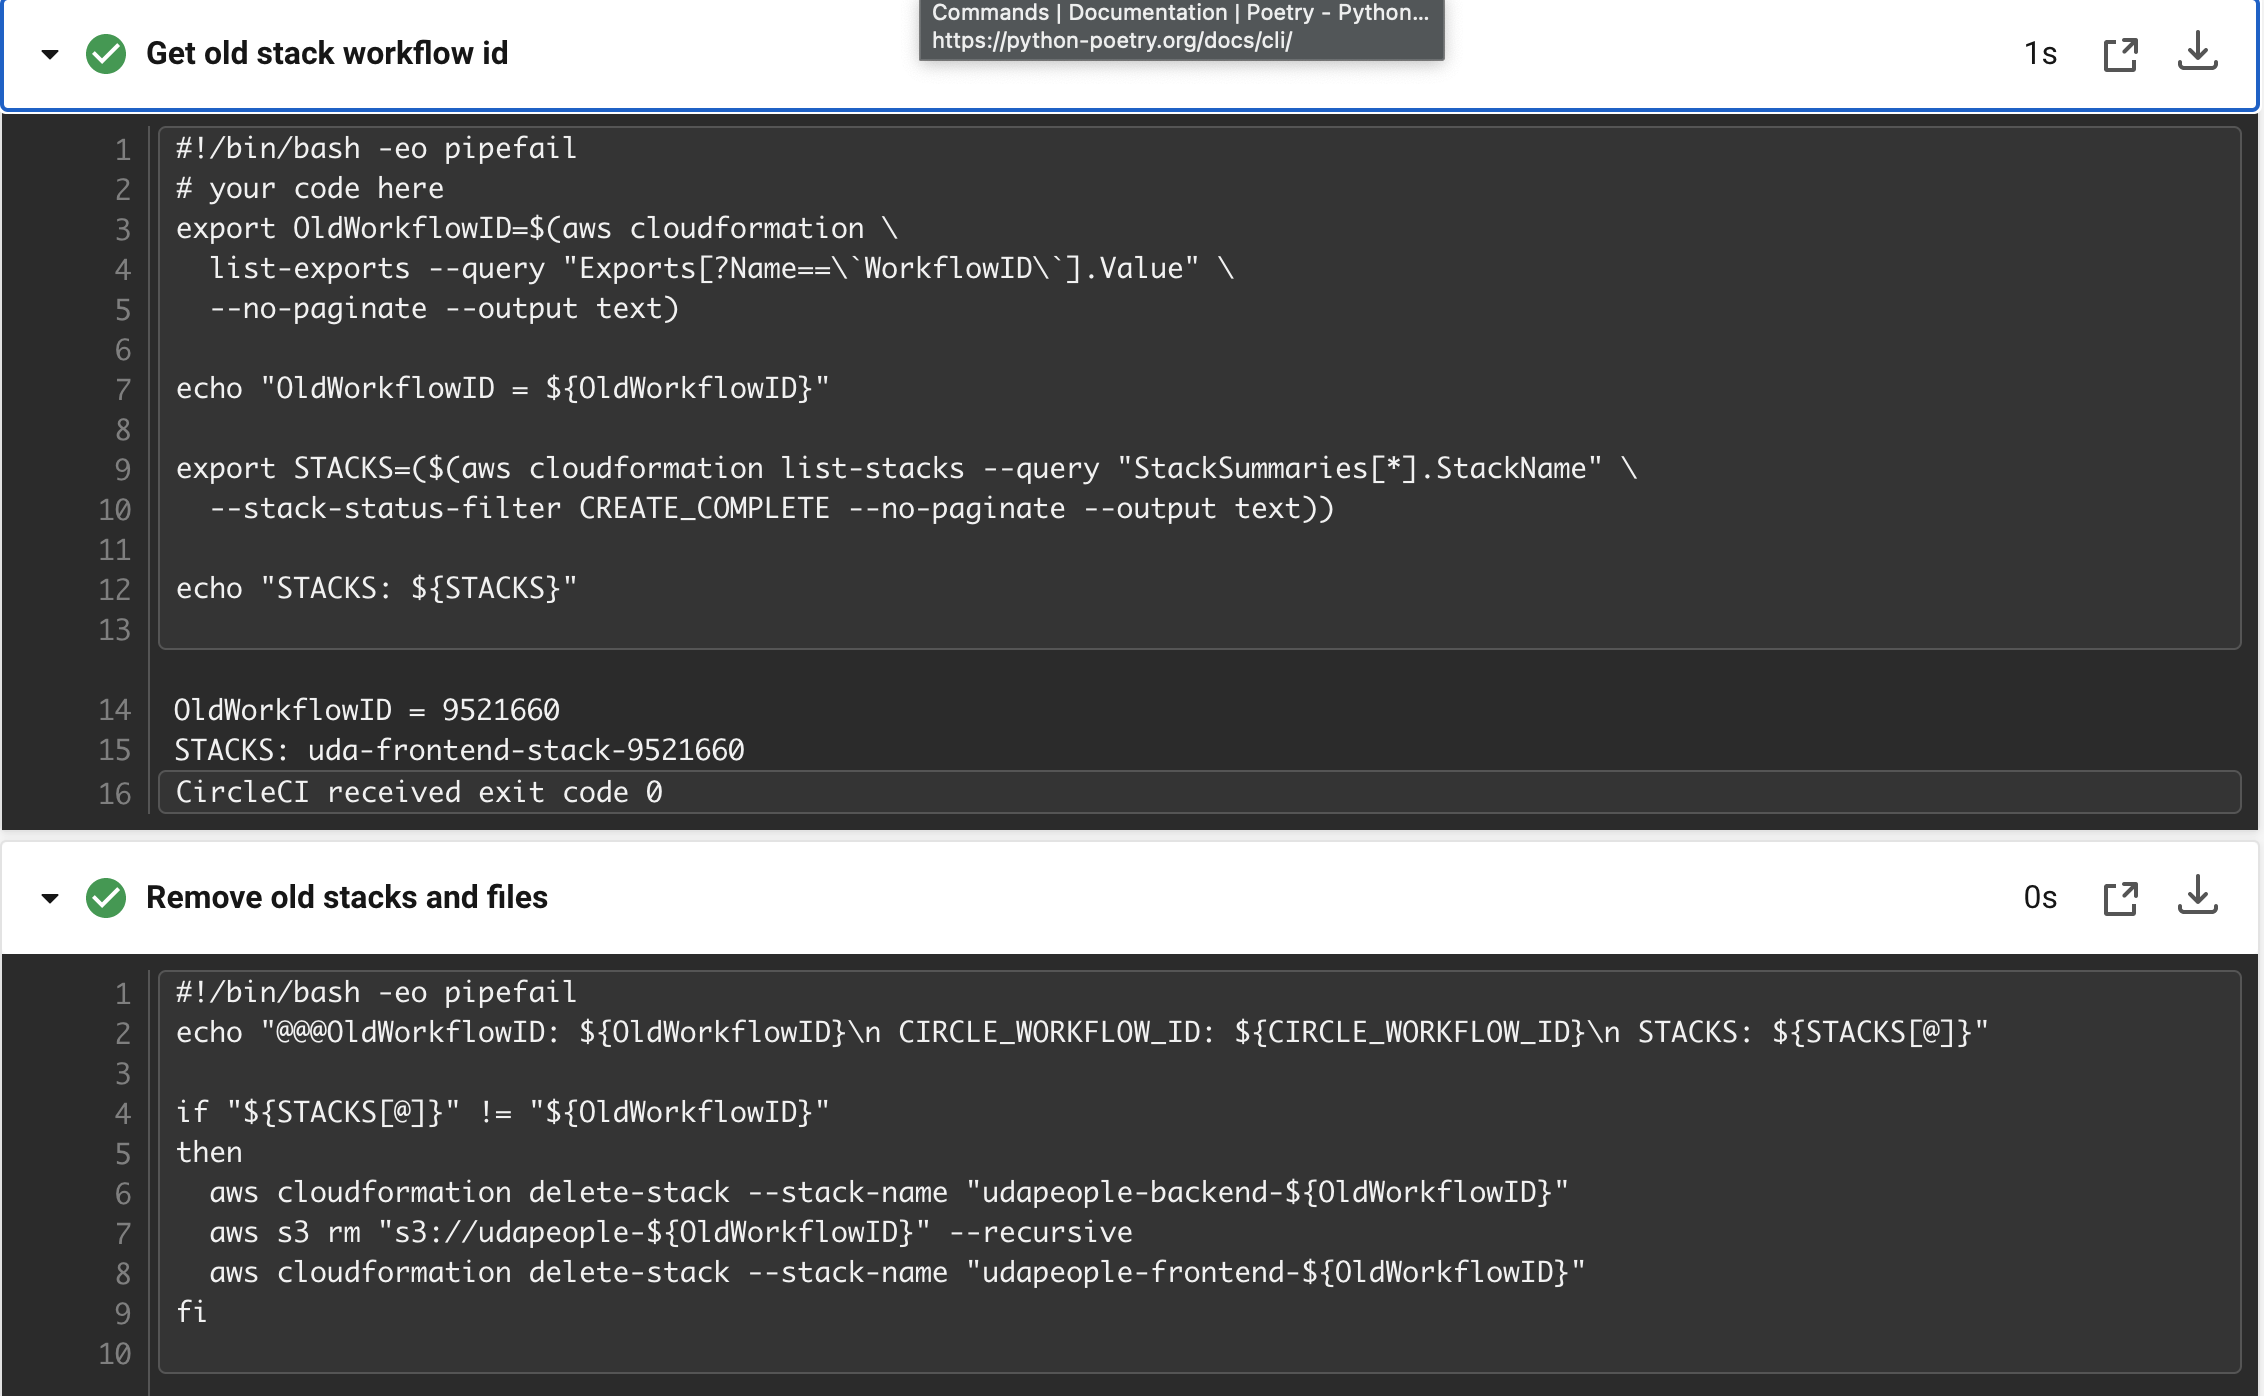 Commands | Documentation | Poetry - Python...
https://python-poetry.org/docs/cli/
Get old stack workflow id
1s
1 #!/bin/bash -eo pipefail
2 # your code here
3 export OldWorkflowID=$(aws cloudformation \
4   list-exports --query "Exports[?Name==\`WorkflowID\`].Value" \
5   --no-paginate --output text)
6
7 echo "OldWorkflowID = ${OldWorkflowID}"
8
9 export STACKS=($(aws cloudformation list-stacks --query "StackSummaries[*].StackName" \
10   --stack-status-filter CREATE_COMPLETE --no-paginate --output text))
11
12 echo "STACKS: ${STACKS}"
13
14 OldWorkflowID = 9521660
15 STACKS: uda-frontend-stack-9521660
16 CircleCI received exit code 0
Remove old stacks and files
0s
1 #!/bin/bash -eo pipefail
2 echo "@@@OldWorkflowID: ${OldWorkflowID}\n CIRCLE_WORKFLOW_ID: ${CIRCLE_WORKFLOW_ID}\n STACKS: ${STACKS[@]}"
3
4 if "${STACKS[@]}" != "${OldWorkflowID}"
5 then
6   aws cloudformation delete-stack --stack-name "udapeople-backend-${OldWorkflowID}"
7   aws s3 rm "s3://udapeople-${OldWorkflowID}" --recursive
8   aws cloudformation delete-stack --stack-name "udapeople-frontend-${OldWorkflowID}"
9 fi
10